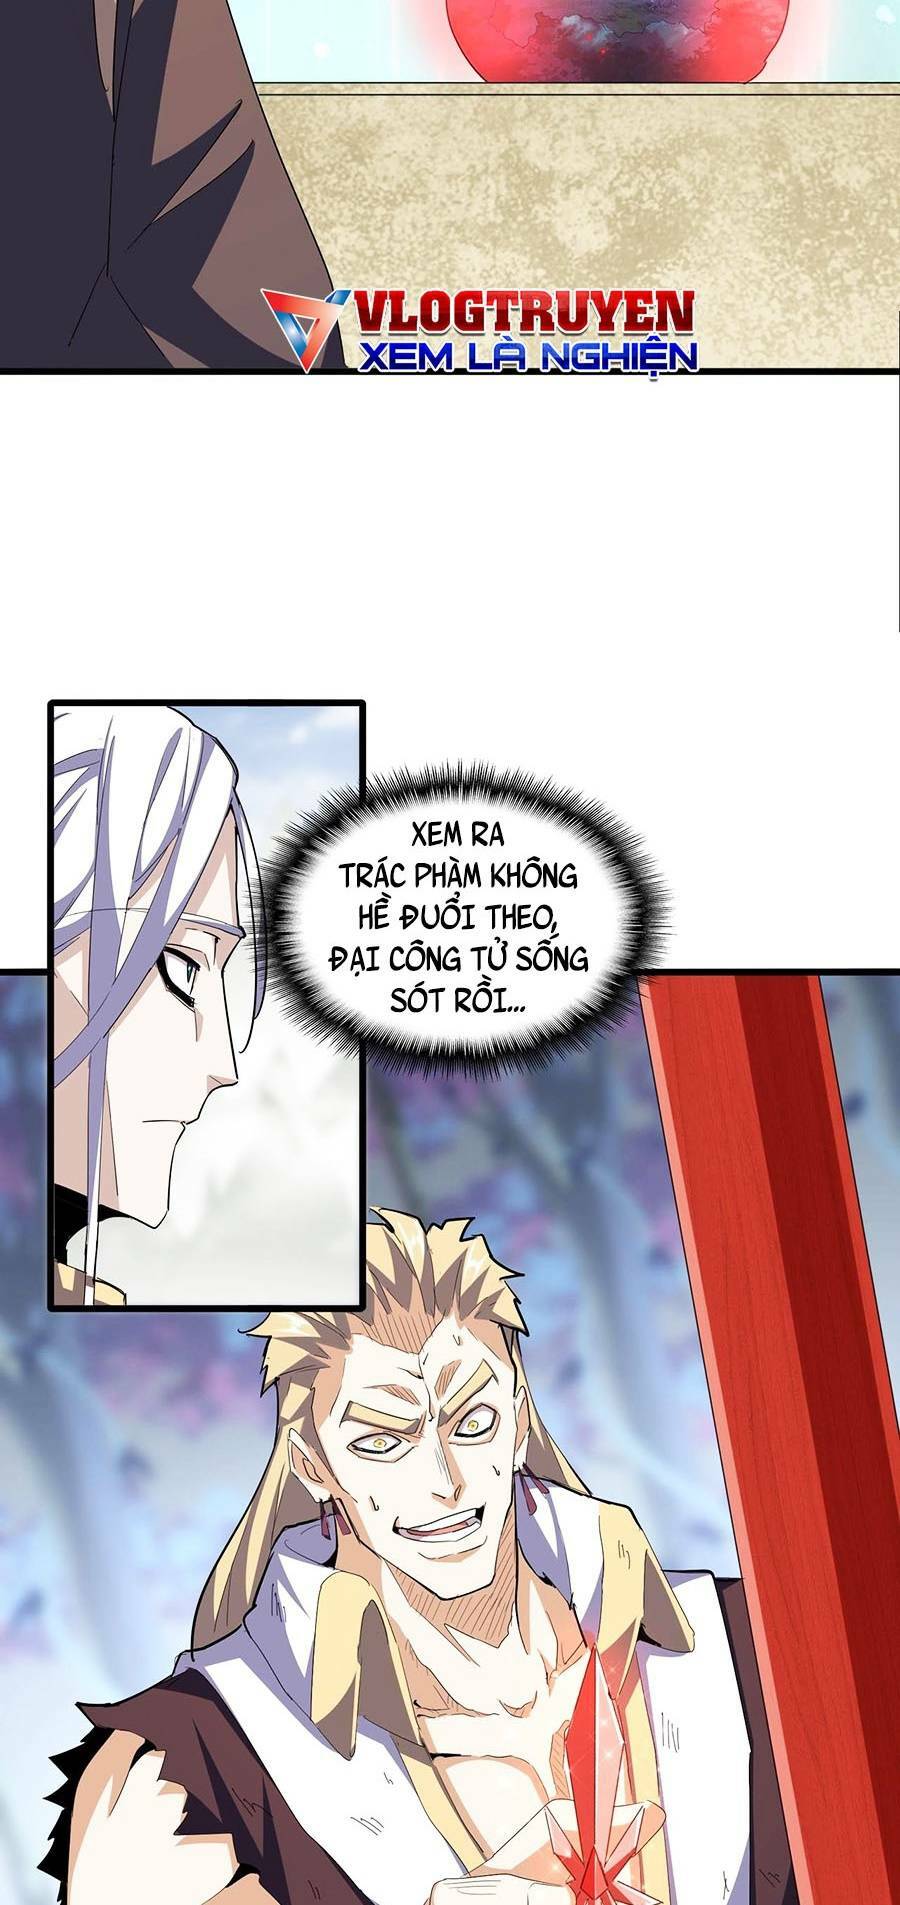 VLOGTRUYEN
XEM LÀ NGHIỆN
XEM RA
TRÁC PHÀM KHÔNG
HỀ ĐUỔI THEO,
ĐẠI CÔNG TỬ SỐNG
SÓT RỒI...